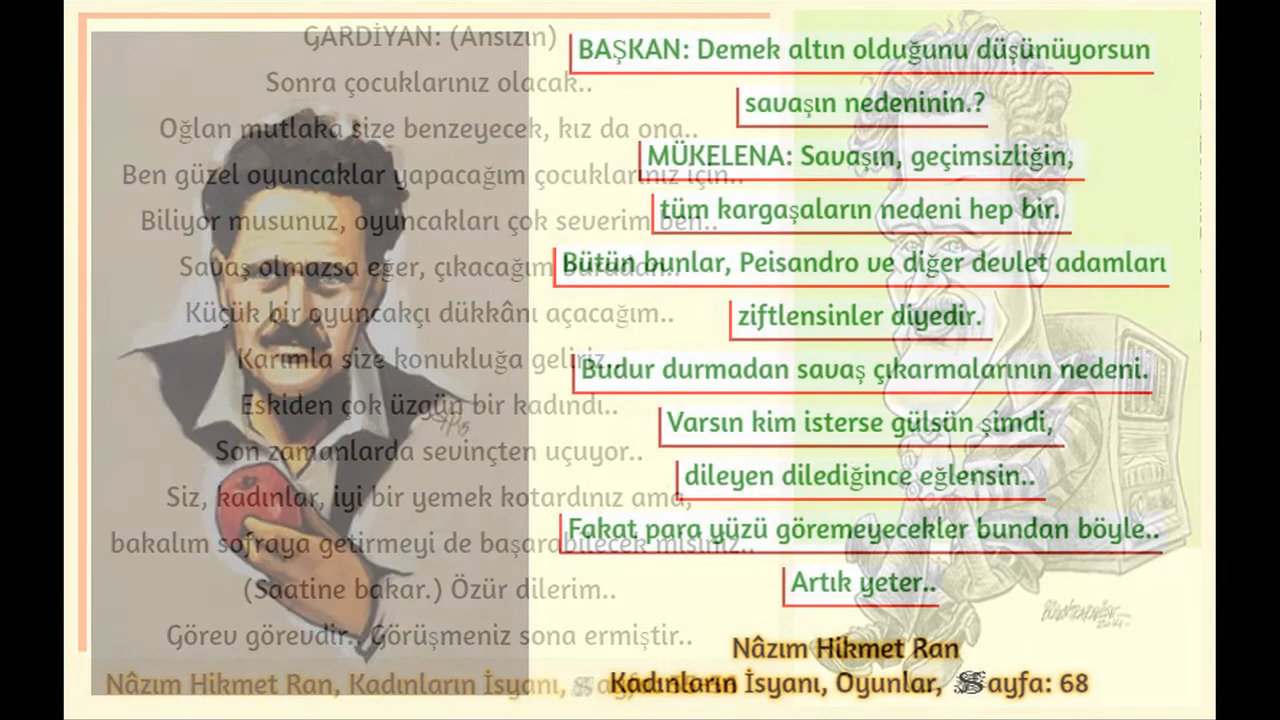 GARDİYAN: (Ansızın)
Sonra çocuklarınız olacak..
Oğlan mutlaka size benzeyecek, kız da ona..
Ben güzel oyuncaklar yapacağım çocuklarınız için..
Biliyor musunuz, oyuncakları çok severim ben..
Savaş olmazsa eğer, çıkacağım buradan..
Küçük bir oyuncakçı dükkânı açacağım..
Karımla size konukluğa geliriz..
Eskiden çok üzgün bir kadındı..
Son zamanlarda sevinçten uçuyor..
Siz, kadınlar, iyi bir yemek kotardınız ama,
bakalım sofraya getirmeyi de başarabilecek misiniz..
(Saatine bakar.) Özür dilerim..
Görev görevdir.. Görüşmeniz sona ermiştir..
Nâzım Hikmet Ran, Kadınların İsyanı,
BAŞKAN: Demek altın olduğunu düşünüyorsun
savaşın nedeninin.?
MÜKELENA: Savaşın, geçimsizliğin,
tüm kargaşaların nedeni hep bir.
Bütün bunlar, Peisandro ve diğer devlet adamları
ziftlensinler diyedir.
Budur durmadan savaş çıkarmalarının nedeni.
Varsın kim isterse gülsün şimdi,
dileyen dilediğince eğlensin..
Fakat para yüzü göremeyecekler bundan böyle..
Artık yeter..
Nâzım Hikmet Ran
Kadınların İsyanı, Oyunlar, Sayfa: 68